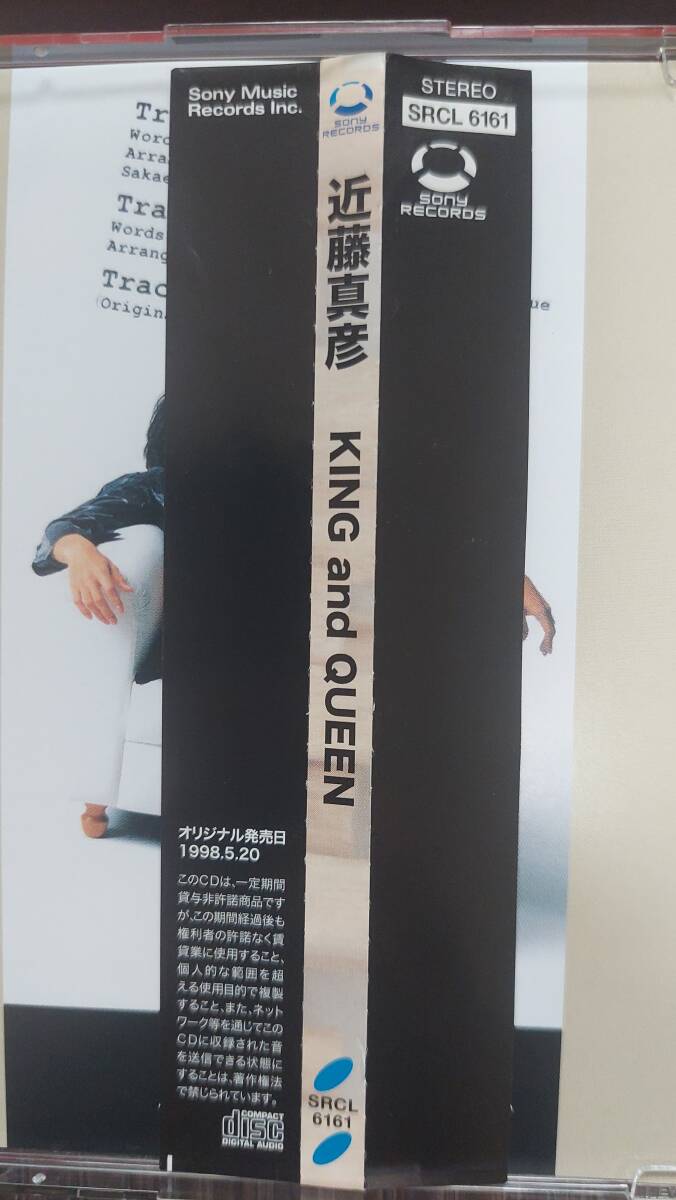 Sony Music
Records Inc.
オリジナル発売日
1998.5.20
このCDは、一定期間
貸与非許諾商品です
が、この期間経過後も
権利者の許諾なく賃
貸業に使用すること、
個人的な範囲を超
える使用目的で複製
すること、また、ネット
ワーク等を通じてこの
CDに収録された音
を送信できる状態に
することは、著作権法
で禁じられています。
COMPACT
disc
DIGITAL AUDIO
SONY
RECORDS
近藤真彦 KING and QUEEN
SRCL
6161
STEREO
SRCL 6161
SONY
RECORDS
Words
Arrang
(Origin
ue